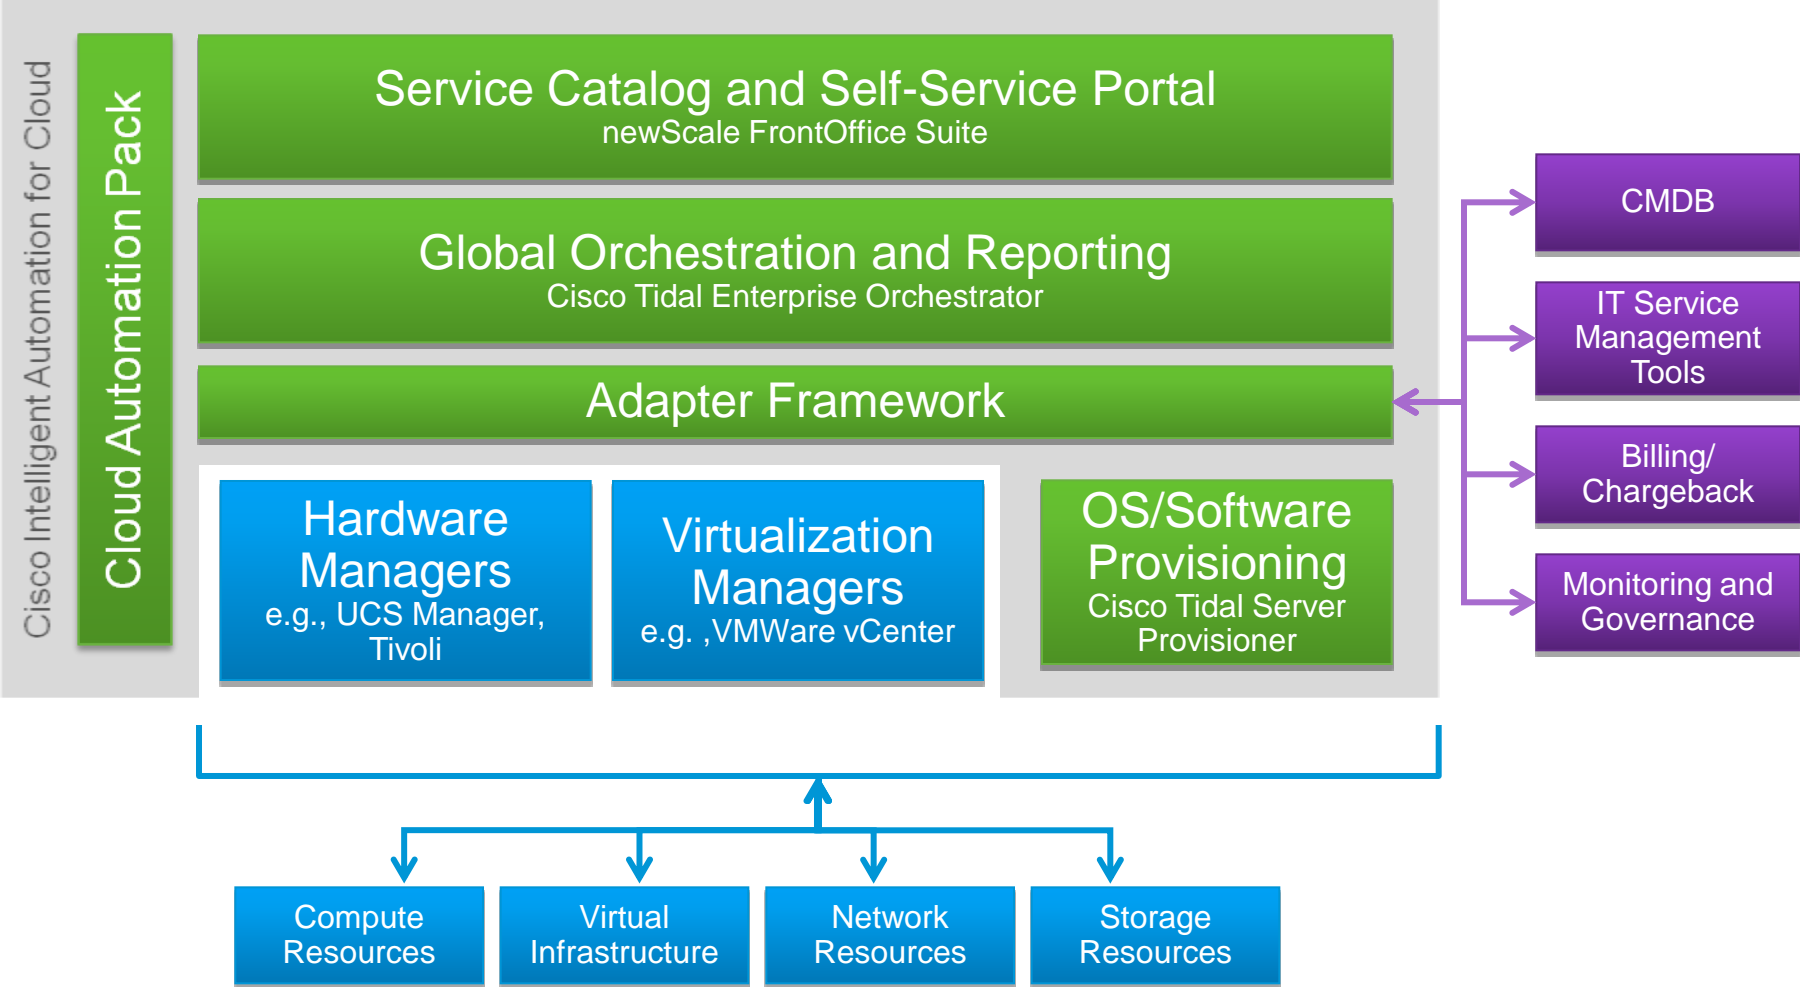 Cisco Intelligent Automation for Cloud
Cloud Automation Pack
Service Catalog and Self-Service Portal
newScale FrontOffice Suite
Global Orchestration and Reporting
Cisco Tidal Enterprise Orchestrator
Adapter Framework
Hardware
Managers
e.g., UCS Manager,
Tivoli
Virtualization
Managers
e.g. ,VMWare vCenter
OS/Software
Provisioning
Cisco Tidal Server
Provisioner
CMDB
IT Service
Management
Tools
Billing/
Chargeback
Monitoring and
Governance
Compute
Resources
Virtual
Infrastructure
Network
Resources
Storage
Resources